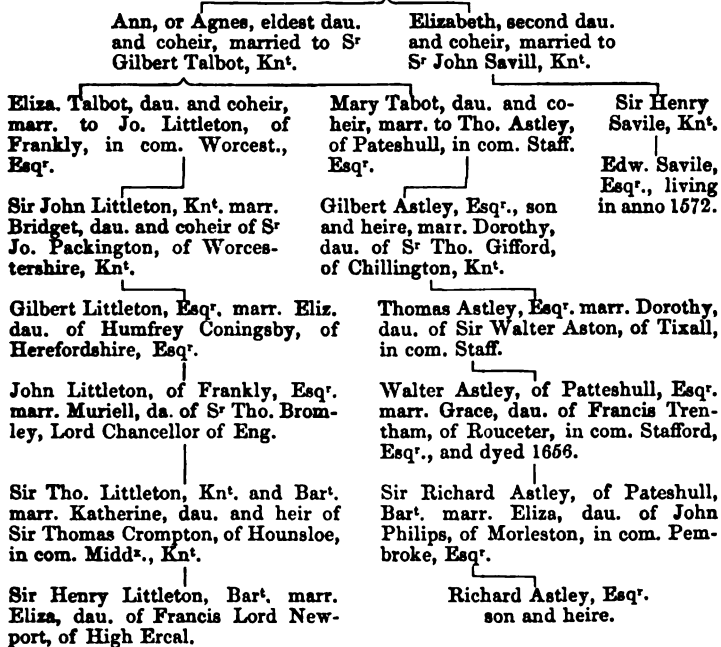 Ann, or Agnes, eldest dau.
and coheir, married to Sʳ
Gilbert Talbot, Knᵗ.
Elizabeth, second dau.
and coheir, married to
Sʳ John Savill, Knᵗ.
Eliza. Talbot, dau. and coheir,
marr. to Jo. Littleton, of
Frankly, in com. Worcest.,
Esqʳ.
Mary Tabot, dau. and co-
heir, marr. to Tho. Astley,
of Pateshull, in com. Staff.
Esqʳ.
Sir Henry
Savile, Knᵗ.
Edw. Savile,
Esqʳ., living
in anno 1572.
Sir John Littleton, Knᵗ. marr.
Bridget, dau. and coheir of Sʳ
Jo. Packington, of Worces-
tershire, Knᵗ.
Gilbert Astley, Esqʳ., son
and heire, marr. Dorothy,
dau. of Sʳ Tho. Gifford,
of Chillington, Knᵗ.
Gilbert Littleton, Esqʳ. marr. Eliz.
dau. of Humfrey Coningsby, of
Herefordshire, Esqʳ.
Thomas Astley, Esqʳ. marr. Dorothy,
dau. of Sir Walter Aston, of Tixall,
in com. Staff.
John Littleton, of Frankly, Esqʳ.
marr. Muriell, da. of Sʳ Tho. Brom-
ley, Lord Chancellor of Eng.
Walter Astley, of Patteshull, Esqʳ.
marr. Grace, dau. of Francis Tren-
tham, of Rouceter, in com. Stafford,
Esqʳ., and dyed 1656.
Sir Tho. Littleton, Knᵗ. and Barᵗ.
marr. Katherine, dau. and heir of
Sir Thomas Crompton, of Hounsloe,
in com. Middˣ., Knᵗ.
Sir Richard Astley, of Pateshull,
Barᵗ. marr. Eliza, dau. of John
Philips, of Morleston, in com. Pem-
broke, Esqʳ.
Sir Henry Littleton, Barᵗ. marr.
Eliza, dau. of Francis Lord New-
port, of High Ercal.
Richard Astley, Esqʳ.
son and heire.